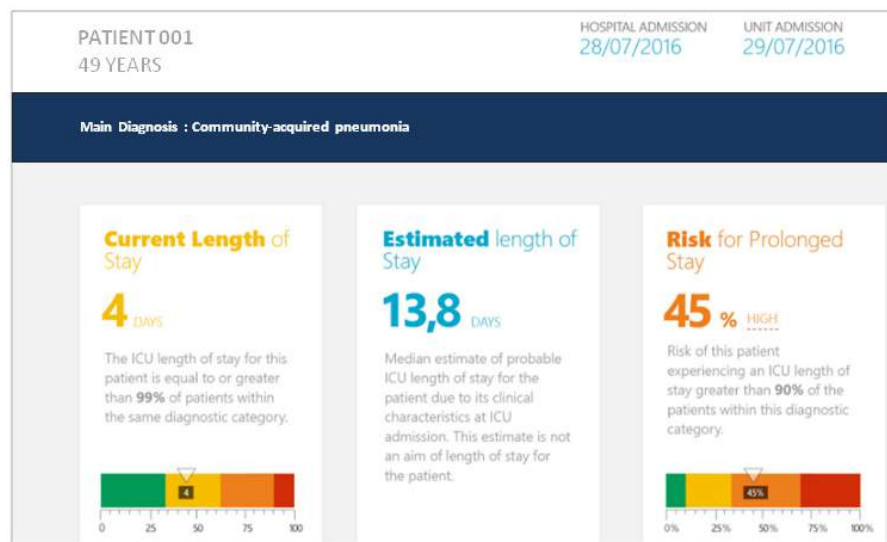 PATIENT 001
49 YEARS
HOSPITAL ADMISSION
28/07/2016
UNIT ADMISSION
29/07/2016
Main Diagnosis : Community-acquired pneumonia
Current Length of
Stay
4 DAYS
The ICU length of stay for this
patient is equal to or greater
than 99% of patients within
the same diagnostic category.
4
0 25 50 75 100
Estimated length of
Stay
13,8 DAYS
Median estimate of probable
ICU length of stay for the
patient due to its clinical
characteristics at ICU
admission. This estimate is not
an aim of length of stay for
the patient.
Risk for Prolonged
Stay
45 % HIGH
Risk of this patient
experiencing an ICU length of
stay greater than 90% of the
patients within this diagnostic
category.
45%
0% 25% 50% 75% 100%